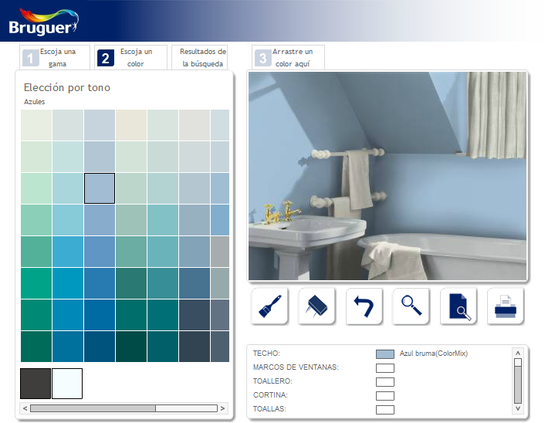 Bruguer
1 Escoja una gama
2 Escoja un color
Resultados de la búsqueda
3 Arrastre un color aquí
Elección por tono
Azules
TECHO: Azul bruma(ColorMix)
MARCOS DE VENTANAS:
TOALLERO:
CORTINA:
TOALLAS: